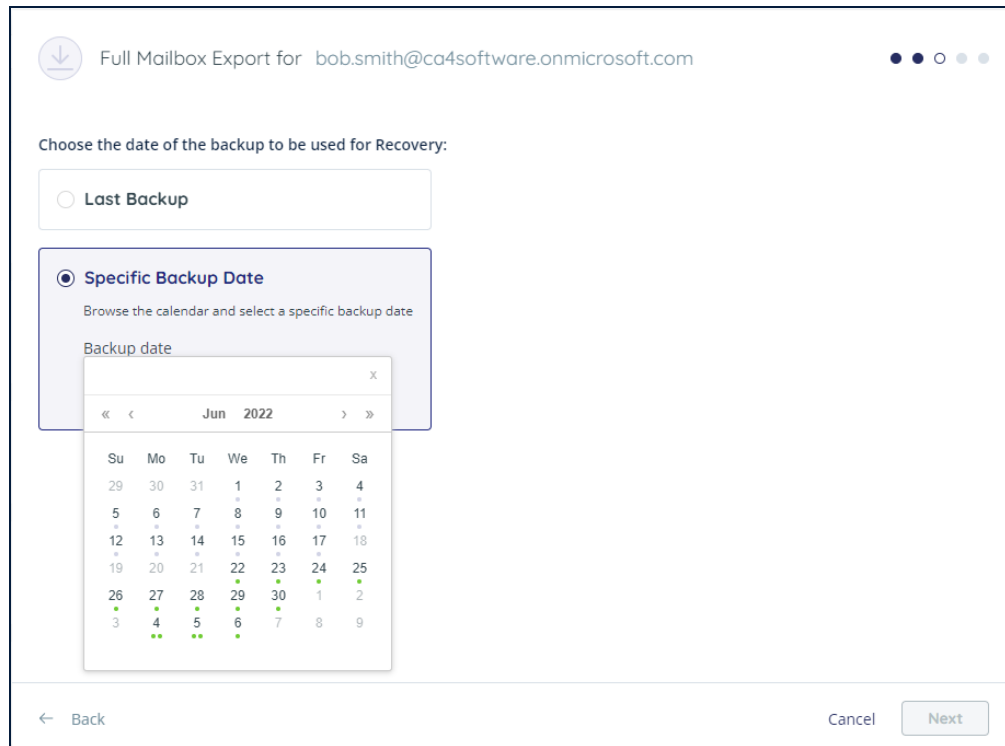 Full Mailbox Export for bob.smith@ca4software.onmicrosoft.com
Choose the date of the backup to be used for Recovery:
Last Backup
Specific Backup Date
Browse the calendar and select a specific backup date
Backup date
x
« ‹ Jun 2022 › »
Su Mo Tu We Th Fr Sa
29 30 31 1 2 3 4
5 6 7 8 9 10 11
12 13 14 15 16 17 18
19 20 21 22 23 24 25
26 27 28 29 30 1 2
3 4 5 6 7 8 9
← Back Cancel Next